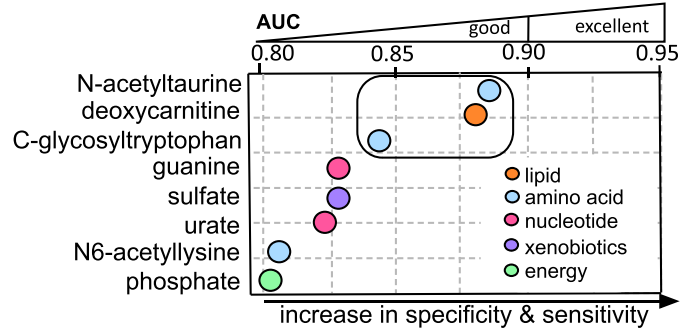 AUC
good excellent
0.80 0.85 0.90 0.95
N-acetyltaurine
deoxycarnitine
C-glycosyltryptophan
guanine
sulfate
urate
N6-acetyllysine
phosphate
lipid
amino acid
nucleotide
xenobiotics
energy
increase in specificity & sensitivity